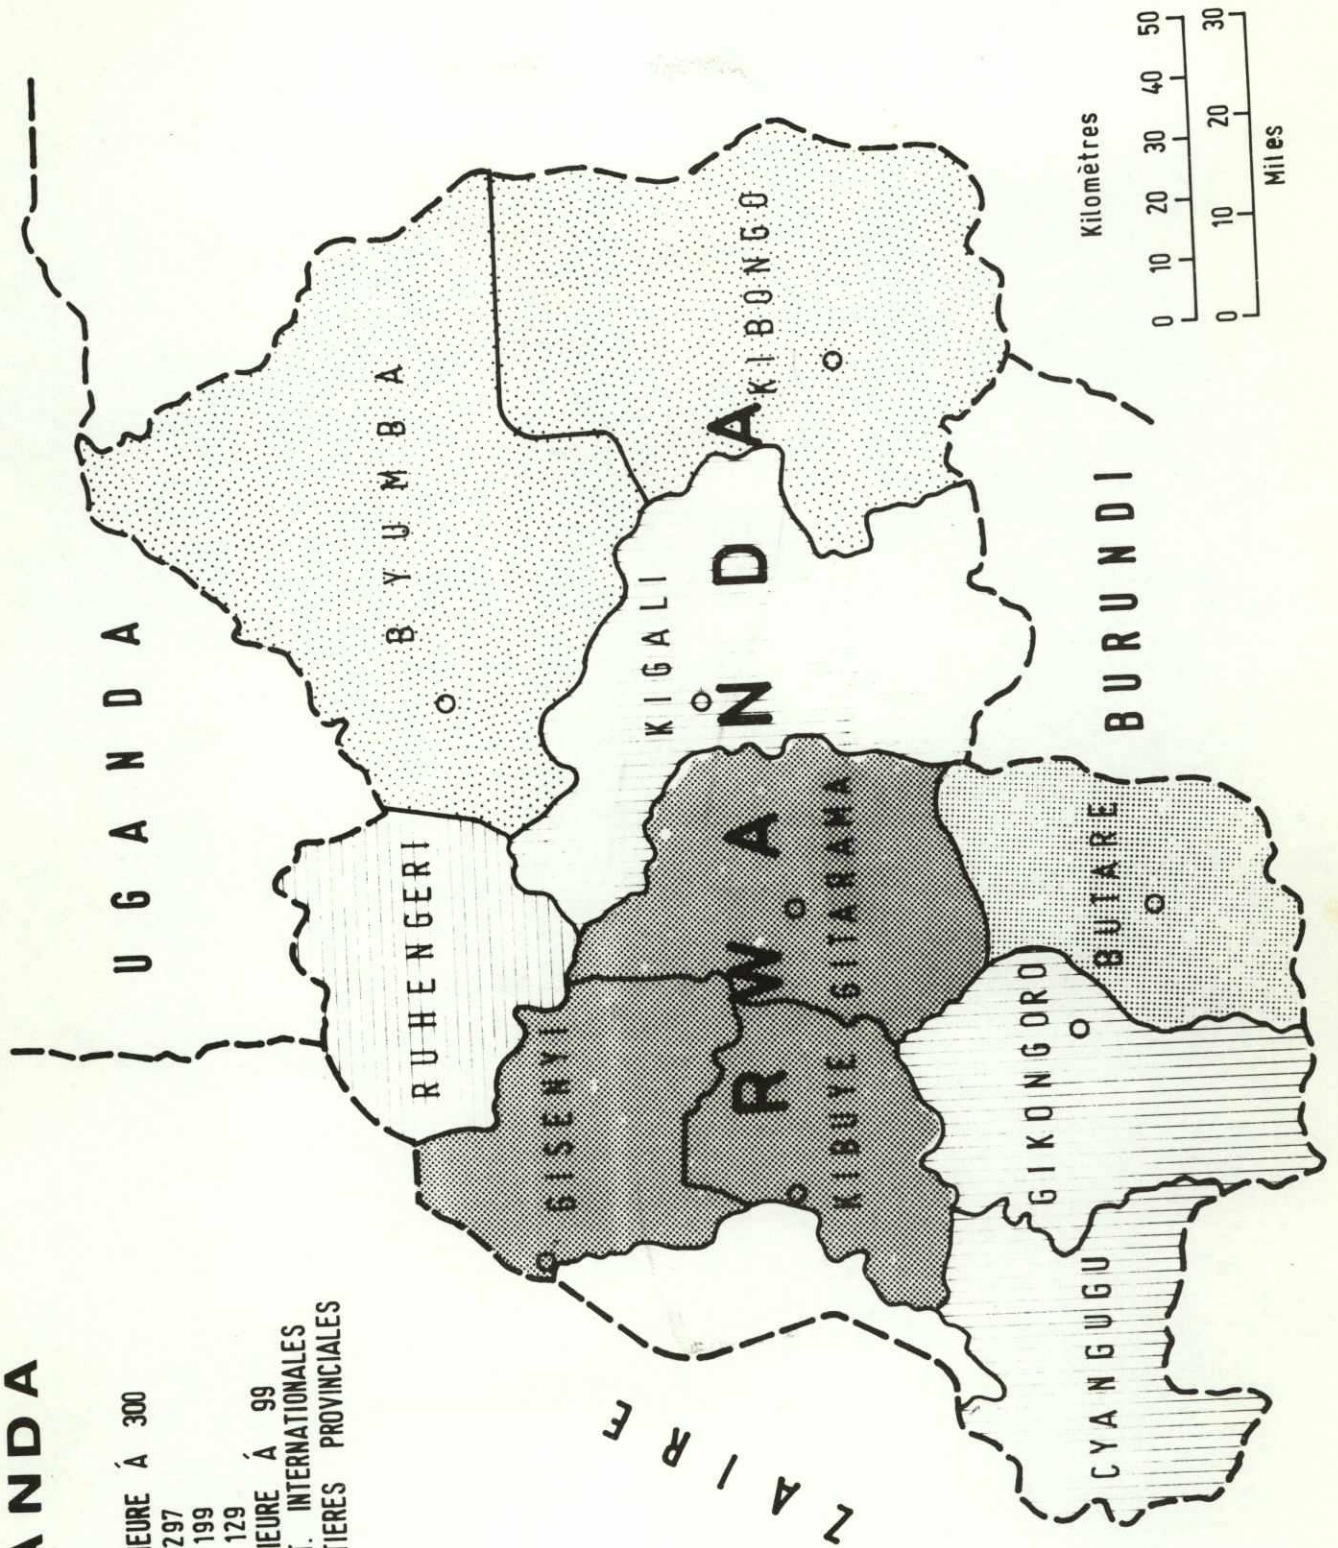 ANDA
IEURE Á 300
297
199
129
IEURE Á 99
T. INTERNATIONALES
TIERES PROVINCIALES
UGANDA
ZAIRE
BURUNDI
RWANDA
RUHENGERI
BYUMBA
GISENYI
KIGALI
KIBUYE
GITARAMA
KIBONGO
GIKONGORO
BUTARE
CYANGUGU
Kilomètres
0 10 20 30 40 50
0 10 20 30
Miles